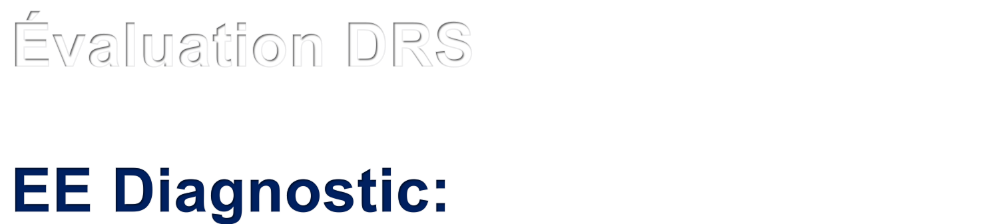 Évaluation DRS
EE Diagnostic: